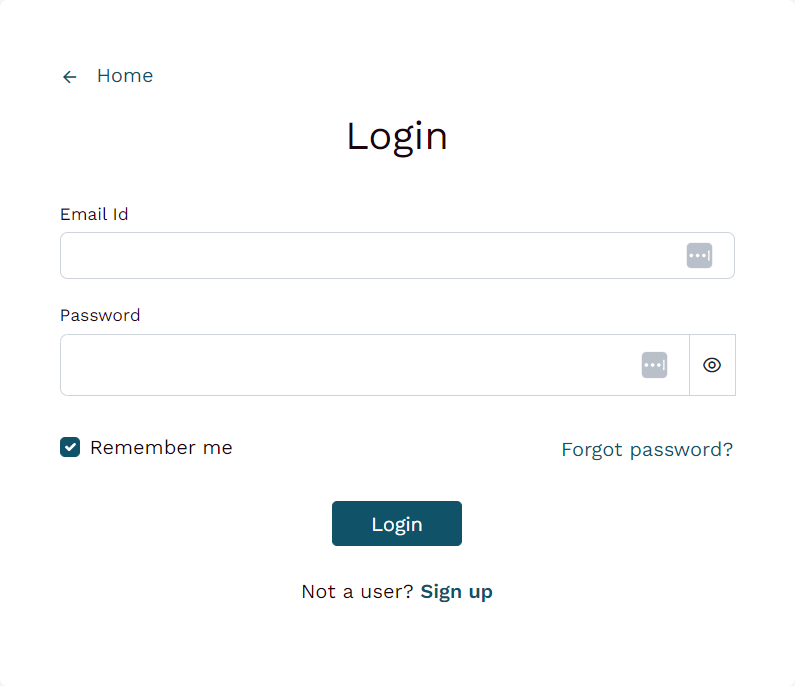 Home
Login
Email Id
Password
Remember me
Forgot password?
Login
Not a user? Sign up